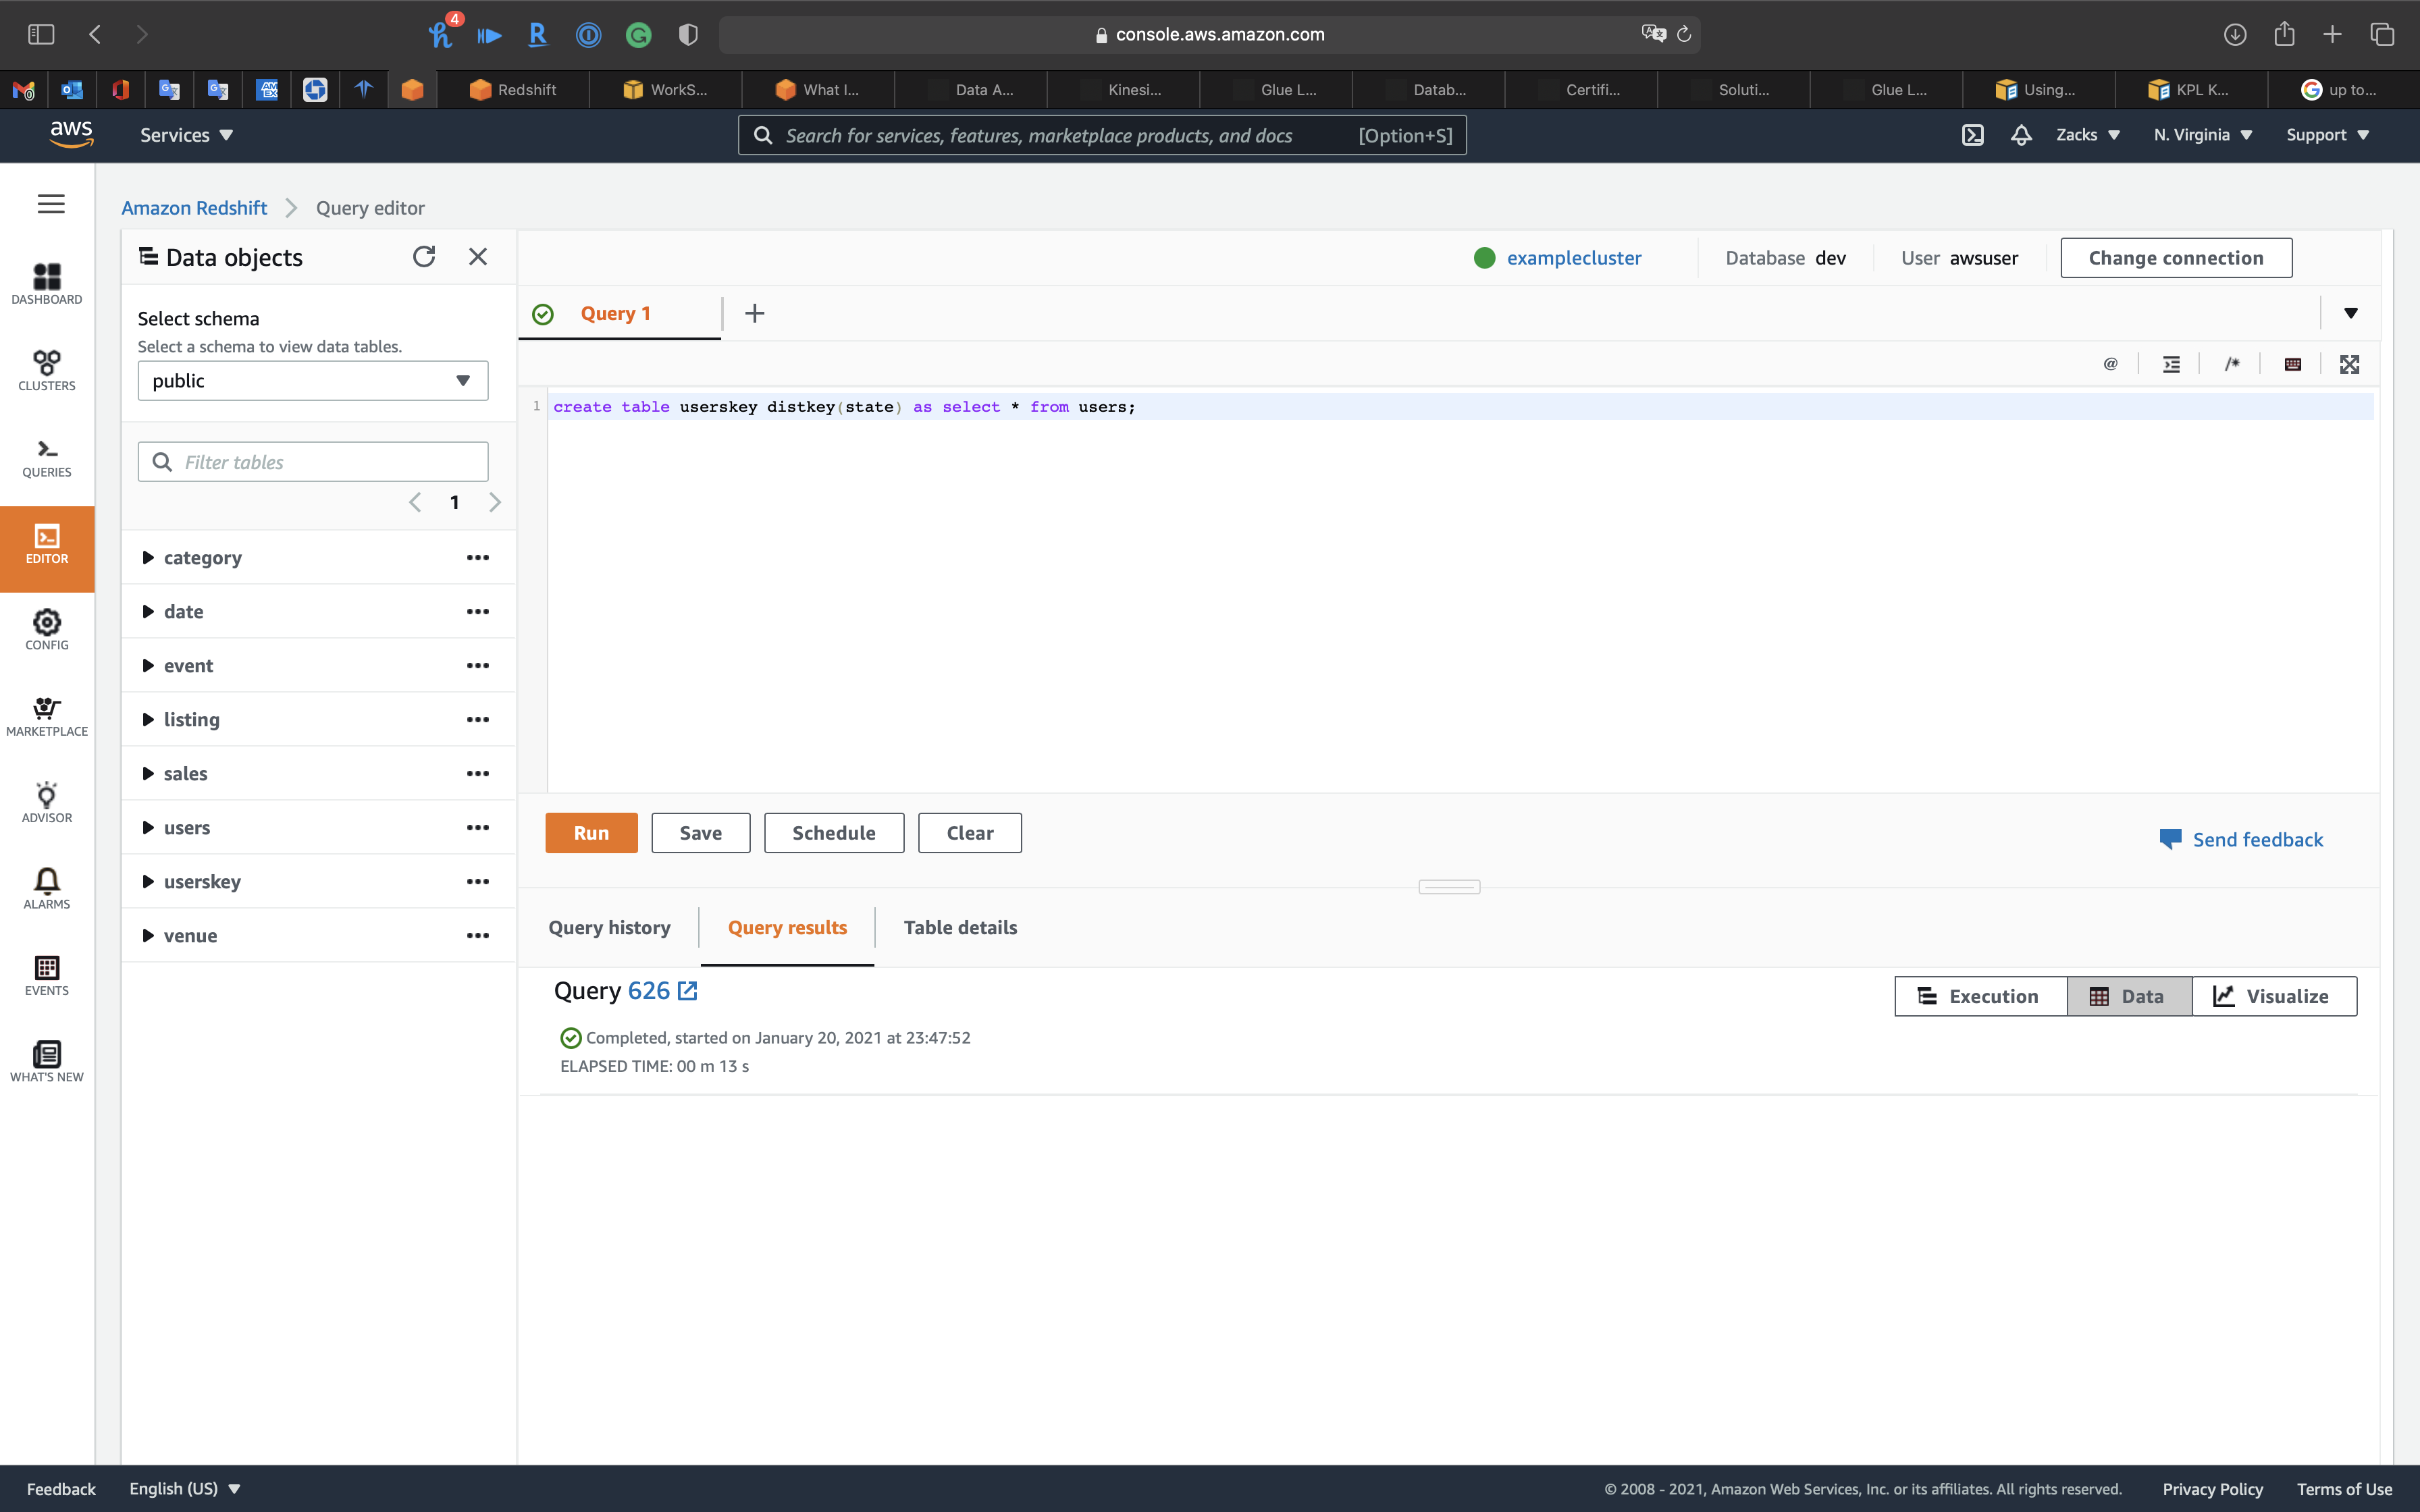 4
console.aws.amazon.com
Redshift
WorkS...
What I...
Data A...
Kinesi...
Glue L...
Datab...
Certifi...
Soluti...
Glue L...
Using...
KPL K...
up to...
aws
Services
Search for services, features, marketplace products, and docs [Option+S]
Zacks
N. Virginia
Support
Amazon Redshift > Query editor
DASHBOARD
CLUSTERS
QUERIES
EDITOR
CONFIG
MARKETPLACE
ADVISOR
ALARMS
EVENTS
WHAT'S NEW
Data objects
Select schema
Select a schema to view data tables.
public
Filter tables
1
category
date
event
listing
sales
users
userskey
venue
examplecluster
Database dev
User awsuser
Change connection
Query 1
@
/*
1 create table userskey distkey(state) as select * from users;
Run
Save
Schedule
Clear
Send feedback
Query history
Query results
Table details
Query 626
Execution
Data
Visualize
Completed, started on January 20, 2021 at 23:47:52
ELAPSED TIME: 00 m 13 s
Feedback
English (US)
© 2008 - 2021, Amazon Web Services, Inc. or its affiliates. All rights reserved.
Privacy Policy
Terms of Use